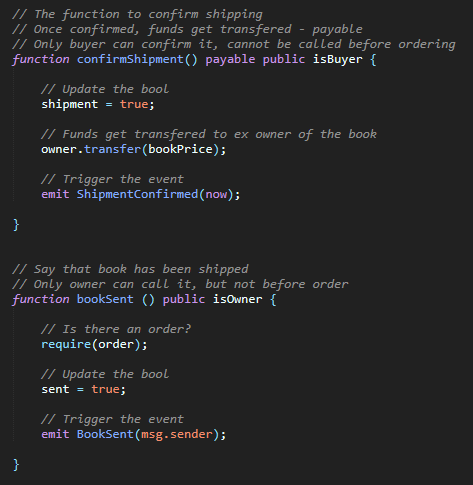 // The function to confirm shipping
// Once confirmed, funds get transfered - payable
// Only buyer can confirm it, cannot be called before ordering
function confirmShipment() payable public isBuyer {
// Update the bool
shipment = true;
// Funds get transfered to ex owner of the book
owner.transfer(bookPrice);
// Trigger the event
emit ShipmentConfirmed(now);
}
// Say that book has been shipped
// Only owner can call it, but not before order
function bookSent () public isOwner {
// Is there an order?
require(order);
// Update the bool
sent = true;
// Trigger the event
emit BookSent(msg.sender);
}